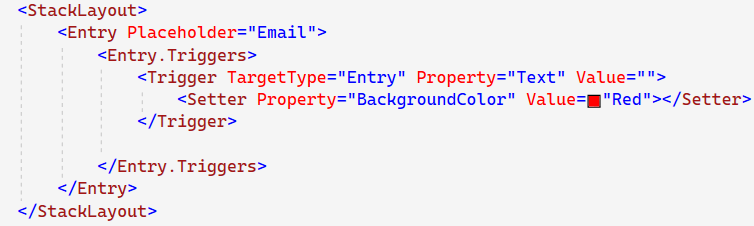 <StackLayout>
<Entry Placeholder="Email">
<Entry.Triggers>
<Trigger TargetType="Entry" Property="Text" Value="">
<Setter Property="BackgroundColor" Value="Red"></Setter>
</Trigger>
</Entry.Triggers>
</Entry>
</StackLayout>